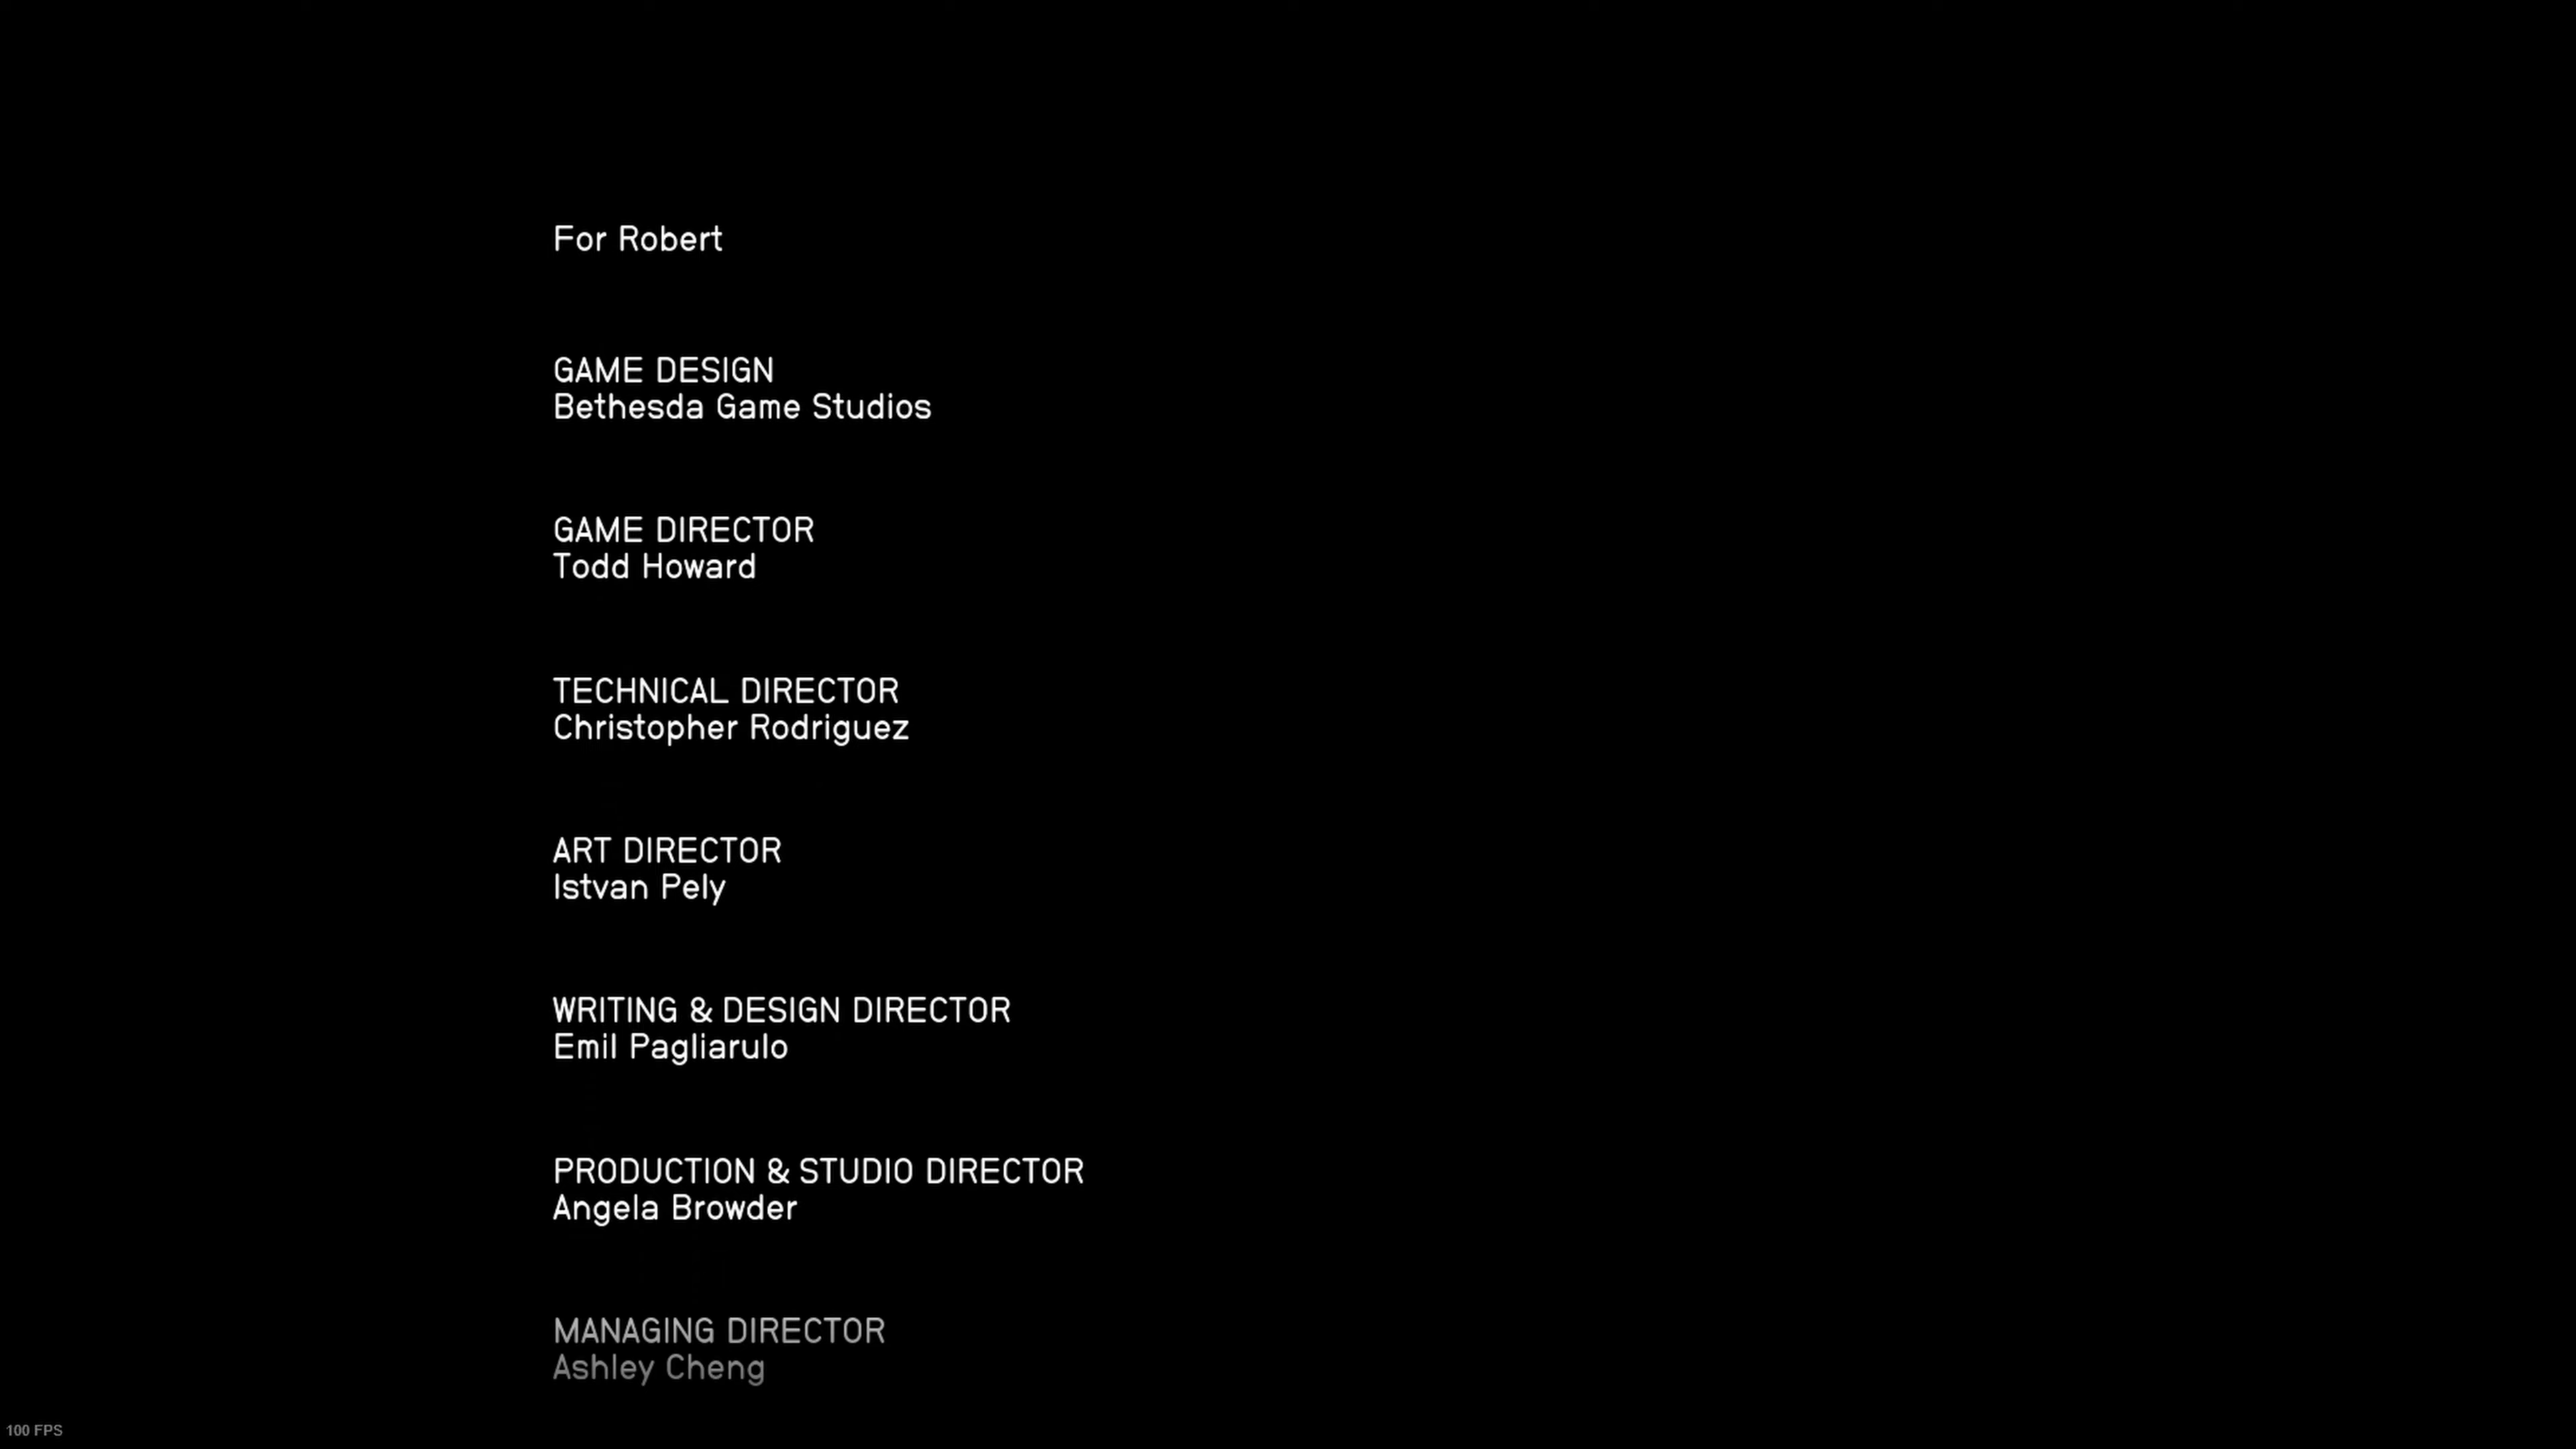 For Robert
GAME DESIGN
Bethesda Game Studios
GAME DIRECTOR
Todd Howard
TECHNICAL DIRECTOR
Christopher Rodriguez
ART DIRECTOR
Istvan Pely
WRITING & DESIGN DIRECTOR
Emil Pagliarulo
PRODUCTION & STUDIO DIRECTOR
Angela Browder
MANAGING DIRECTOR
Ashley Cheng
100 FPS